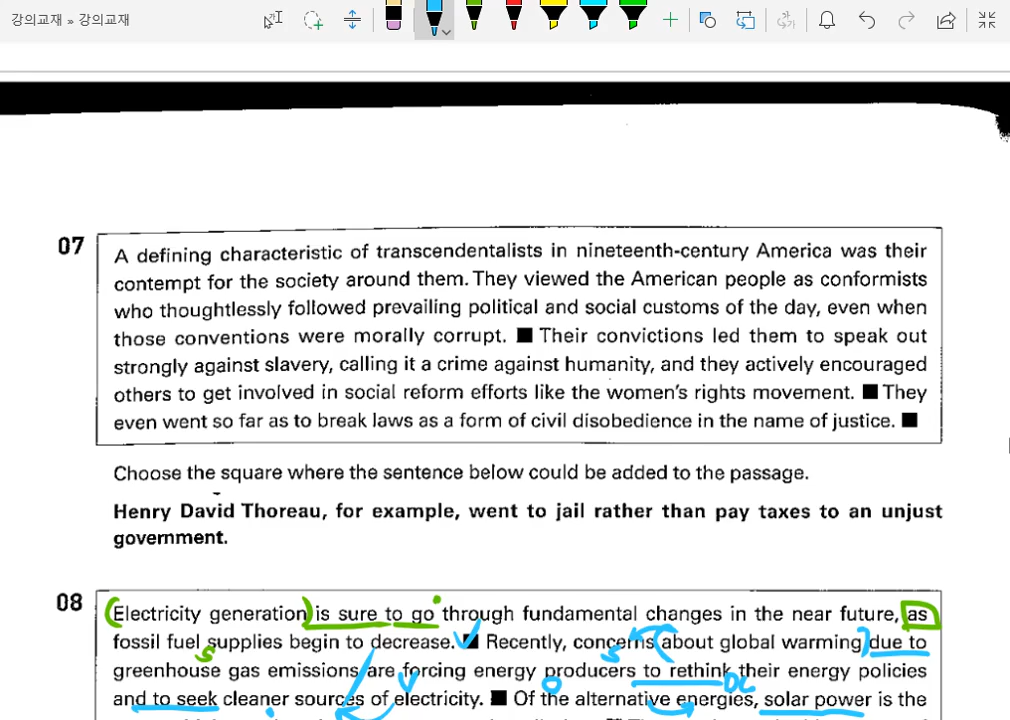 강의교재 » 강의교재
07
A defining characteristic of transcendentalists in nineteenth-century America was their
contempt for the society around them. They viewed the American people as conformists
who thoughtlessly followed prevailing political and social customs of the day, even when
those conventions were morally corrupt. ■ Their convictions led them to speak out
strongly against slavery, calling it a crime against humanity, and they actively encouraged
others to get involved in social reform efforts like the women's rights movement. ■ They
even went so far as to break laws as a form of civil disobedience in the name of justice. ■
Choose the square where the sentence below could be added to the passage.
Henry David Thoreau, for example, went to jail rather than pay taxes to an unjust
government.
08
Electricity generation is sure to go through fundamental changes in the near future, as
fossil fuel supplies begin to decrease. ■ Recently, concerns about global warming due to
S
S
greenhouse gas emissions are forcing energy producers to rethink their energy policies
V
O
OC
and to seek cleaner sources of electricity. ■ Of the alternative energies, solar power is the